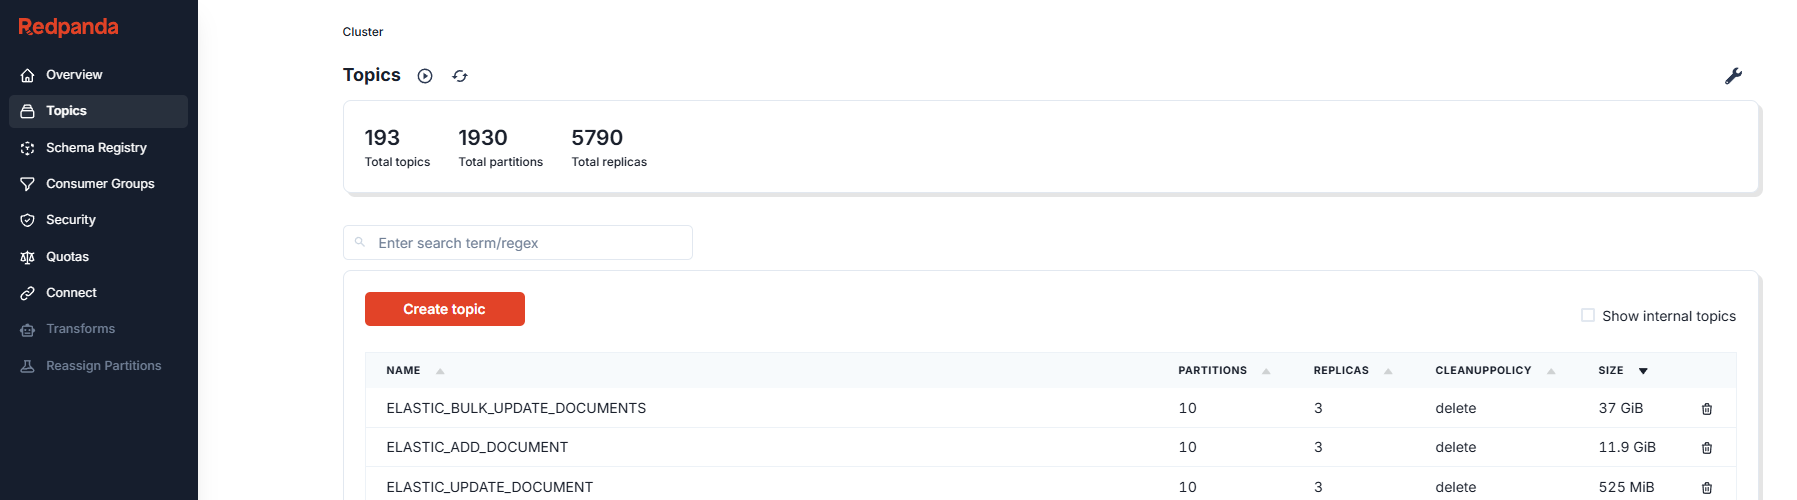 Redpanda
Overview
Topics
Schema Registry
Consumer Groups
Security
Quotas
Connect
Transforms
Reassign Partitions
Cluster
Topics
193 1930 5790
Total topics Total partitions Total replicas
Enter search term/regex
Create topic
Show internal topics
NAME PARTITIONS REPLICAS CLEANUPPOLICY SIZE
ELASTIC_BULK_UPDATE_DOCUMENTS 10 3 delete 37 GiB
ELASTIC_ADD_DOCUMENT 10 3 delete 11.9 GiB
ELASTIC_UPDATE_DOCUMENT 10 3 delete 525 MiB